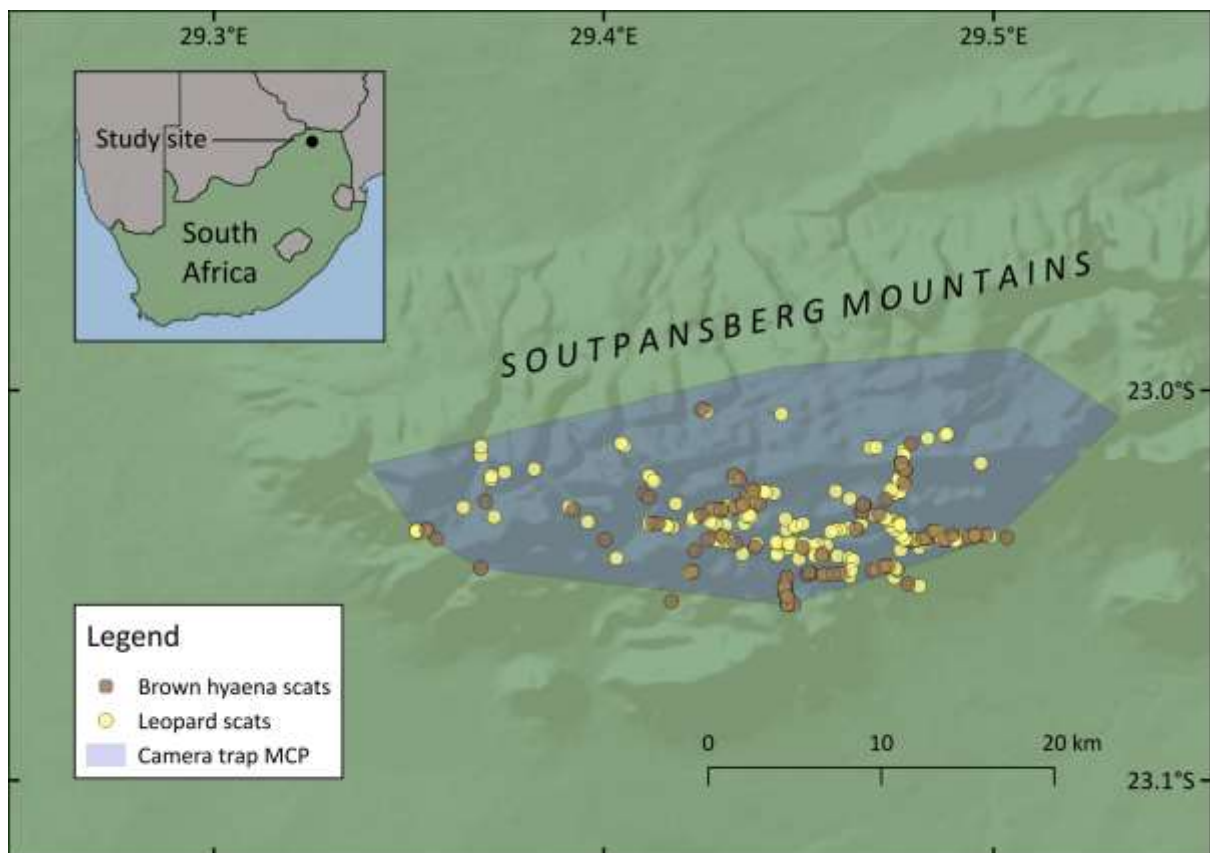 29.3°E
29.4°E
29.5°E
Study site
South
Africa
SOUTPANSBERG MOUNTAINS
23.0°S
Legend
Brown hyaena scats
Leopard scats
Camera trap MCP
0 10 20 km
23.1°S